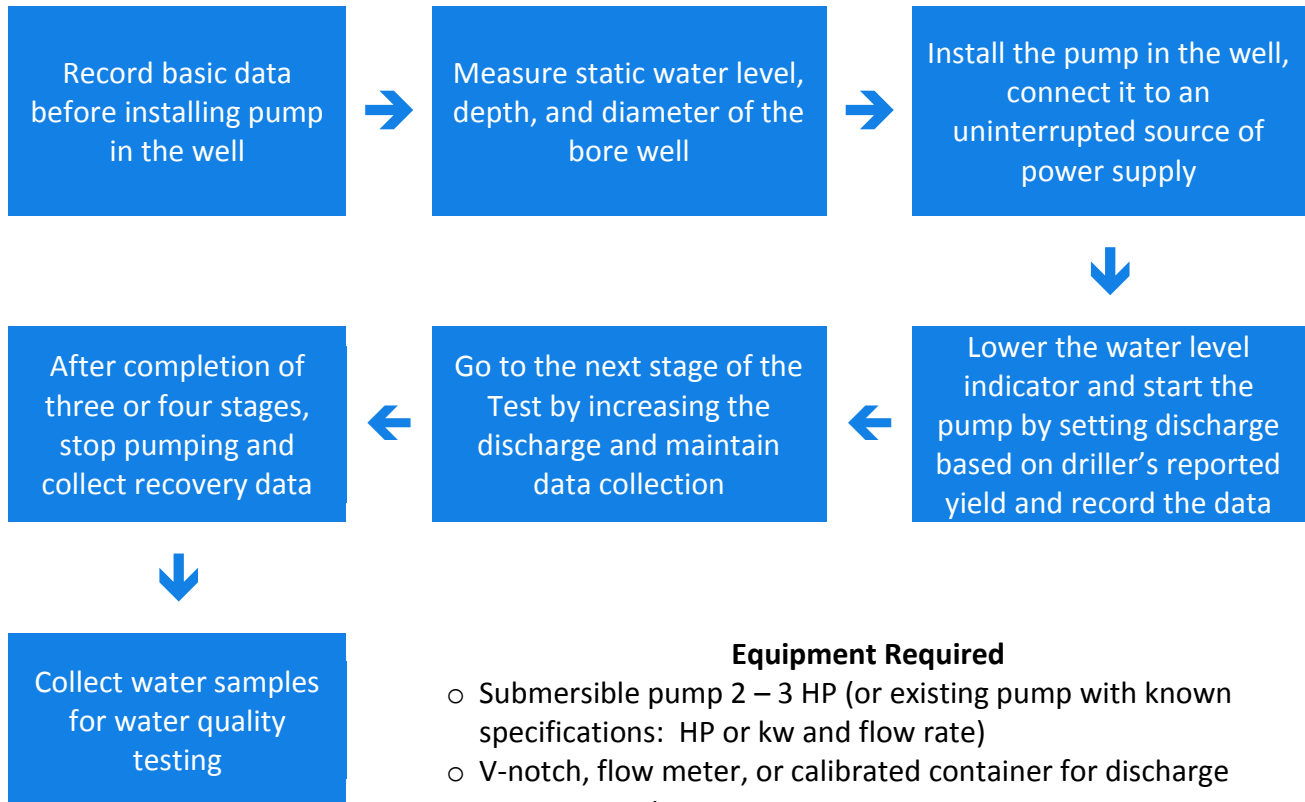 Record basic data
before installing pump
in the well
Measure static water level,
depth, and diameter of the
bore well
Install the pump in the well,
connect it to an
uninterrupted source of
power supply
Lower the water level
indicator and start the
pump by setting discharge
based on driller’s reported
yield and record the data
Go to the next stage of the
Test by increasing the
discharge and maintain
data collection
After completion of
three or four stages,
stop pumping and
collect recovery data
Collect water samples
for water quality
testing
Equipment Required
o Submersible pump 2 – 3 HP (or existing pump with known
specifications: HP or kw and flow rate)
o V-notch, flow meter, or calibrated container for discharge